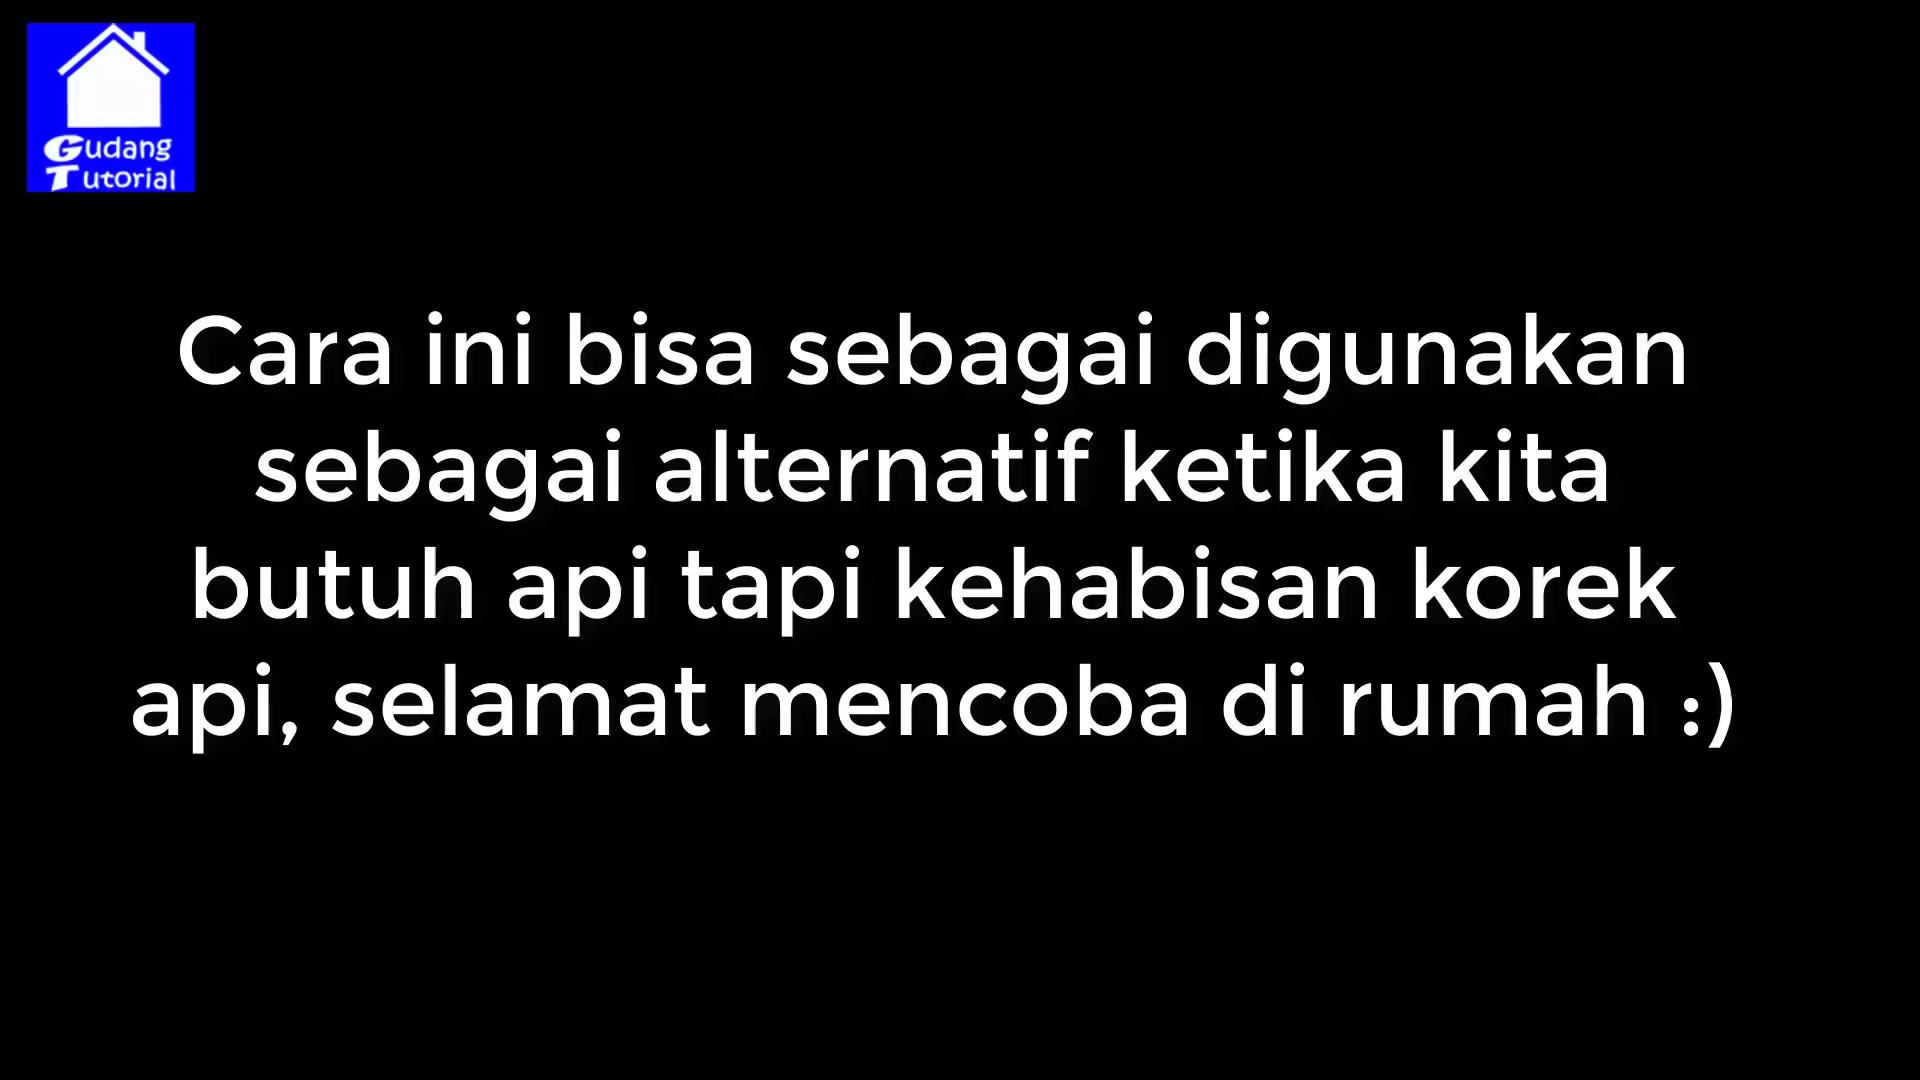 Gudang
Tutorial
Cara ini bisa sebagai digunakan
sebagai alternatif ketika kita
butuh api tapi kehabisan korek
api, selamat mencoba di rumah :)